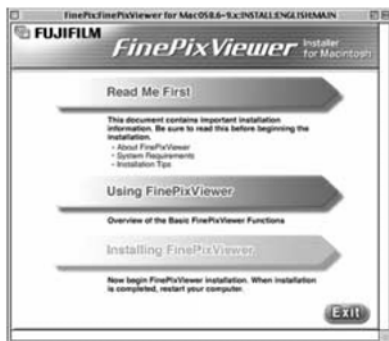 FinePix:FinePixViewer for MacOS8.6-9.x:INSTALL:ENGLISH:MAIN
FUJIFILM
FinePixViewer Installer for Macintosh
Read Me First
This document contains important installation
information. Be sure to read this before beginning the
installation.
- About FinePixViewer
- System Requirements
- Installation Tips
Using FinePixViewer
Overview of the Basic FinePixViewer Functions
Installing FinePixViewer
Now begin FinePixViewer installation. When installation
is completed, restart your computer.
Exit